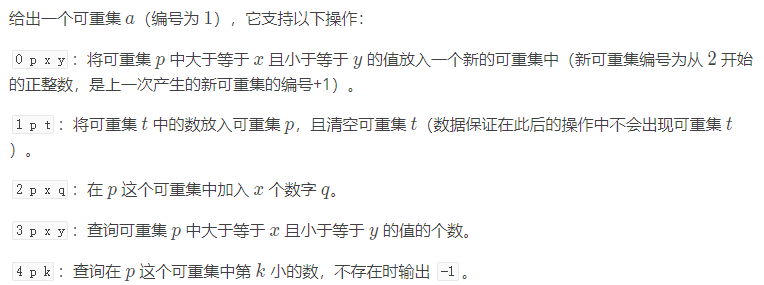 给出一个可重集 a（编号为 1），它支持以下操作：
0 p x y：将可重集 p 中大于等于 x 且小于等于 y 的值放入一个新的可重集中（新可重集编号为从 2 开始
的正整数，是上一次产生的新可重集的编号+1）。
1 p t：将可重集 t 中的数放入可重集 p，且清空可重集 t（数据保证在此后的操作中不会出现可重集 t
）。
2 p x q：在 p 这个可重集中加入 x 个数字 q。
3 p x y：查询可重集 p 中大于等于 x 且小于等于 y 的值的个数。
4 p k：查询在 p 这个可重集中第 k 小的数，不存在时输出 -1。